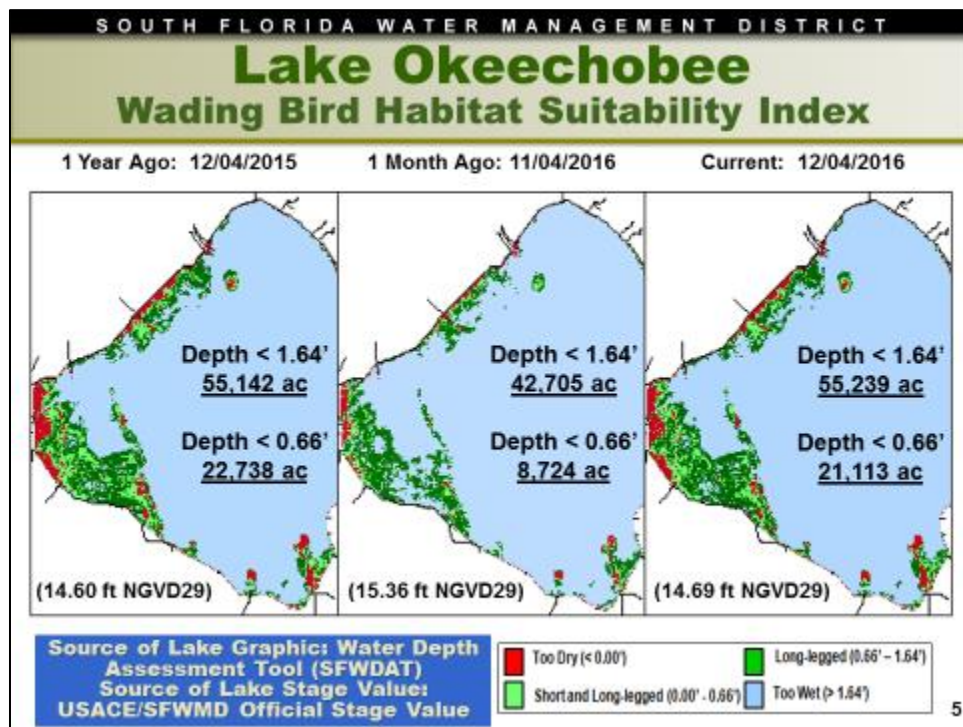 SOUTH FLORIDA WATER MANAGEMENT DISTRICT
Lake Okeechobee
Wading Bird Habitat Suitability Index
1 Year Ago: 12/04/2015
1 Month Ago: 11/04/2016
Current: 12/04/2016
Depth < 1.64'
55,142 ac
Depth < 0.66'
22,738 ac
(14.60 ft NGVD29)
Depth < 1.64'
42,705 ac
Depth < 0.66'
8,724 ac
(15.36 ft NGVD29)
Depth < 1.64'
55,239 ac
Depth < 0.66'
21,113 ac
(14.69 ft NGVD29)
Source of Lake Graphic: Water Depth
Assessment Tool (SFWDAT)
Source of Lake Stage Value:
USACE/SFWMD Official Stage Value
Too Dry (< 0.00')
Long-legged (0.66' – 1.64')
Short and Long-legged (0.00' - 0.66')
Too Wet (> 1.64')
5